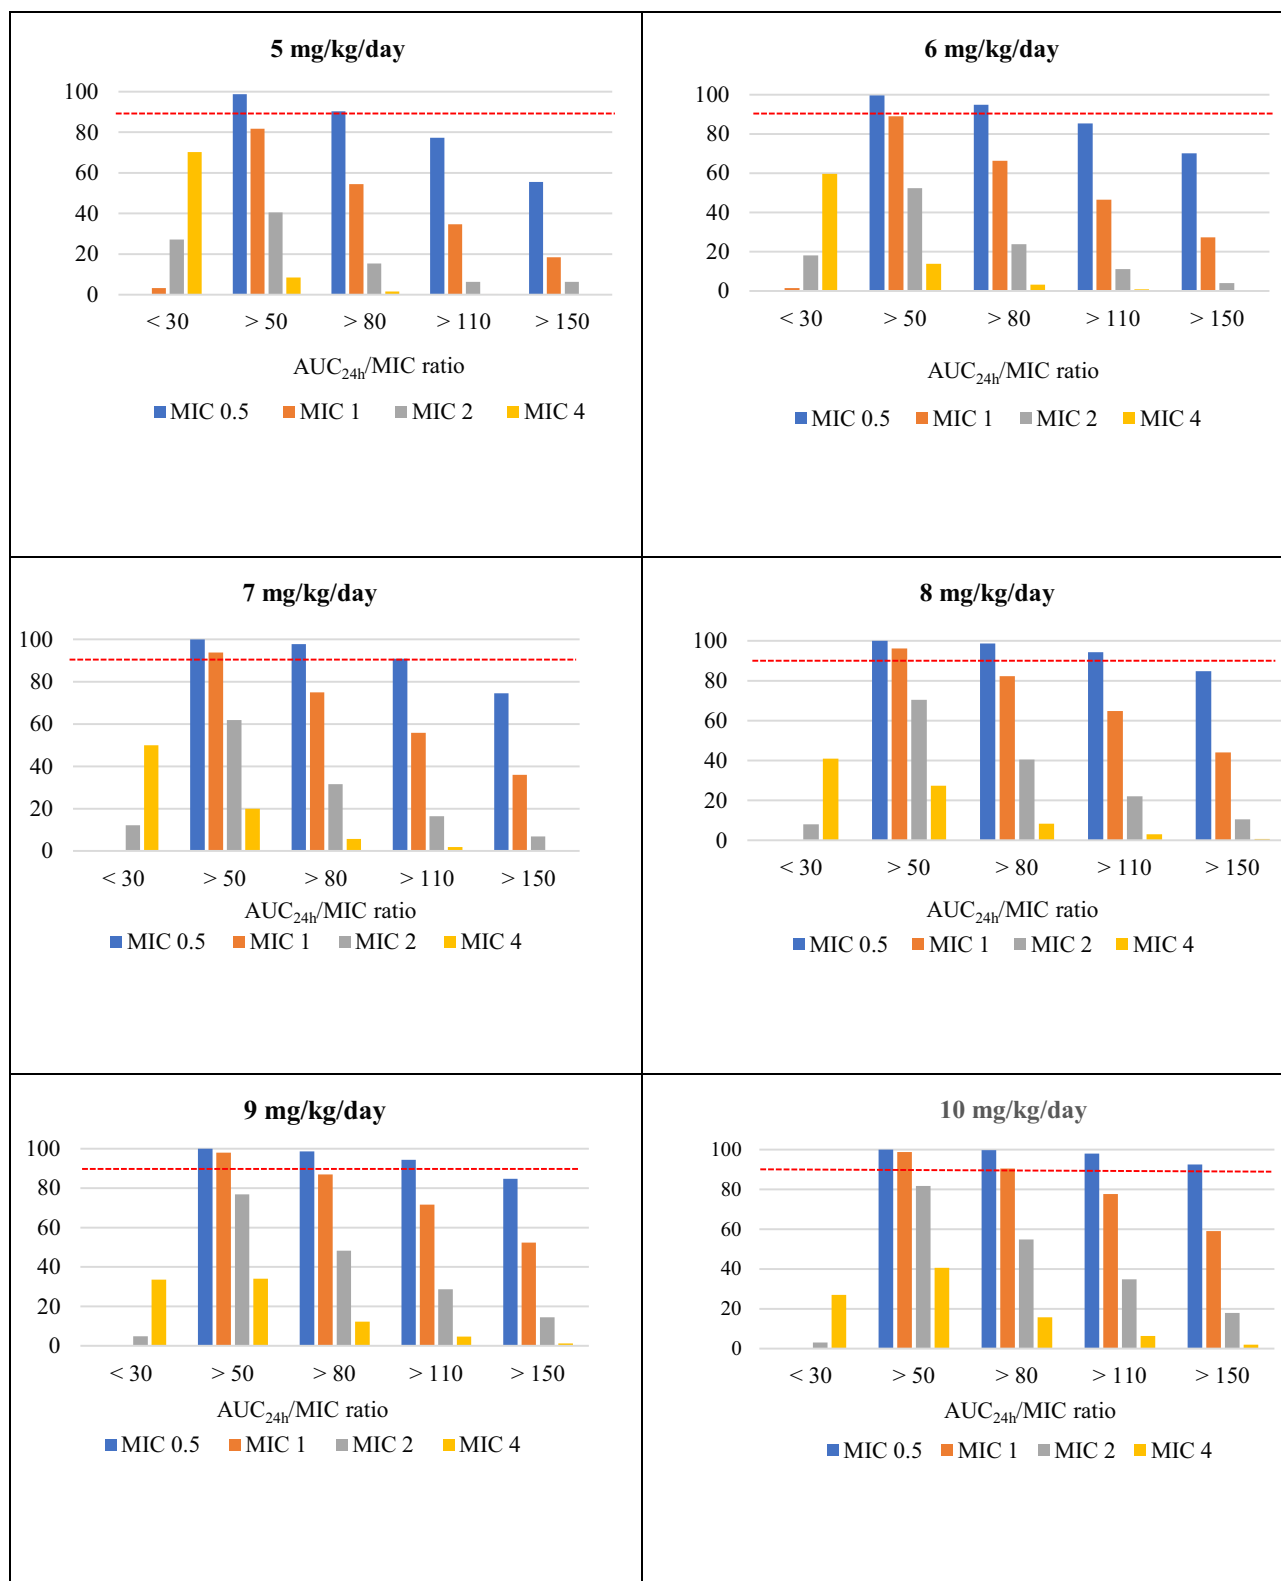 5 mg/kg/day
100
80
60
40
20
0
< 30 > 50 > 80 > 110 > 150
AUC24h/MIC ratio
MIC 0.5 MIC 1 MIC 2 MIC 4
6 mg/kg/day
100
80
60
40
20
0
< 30 > 50 > 80 > 110 > 150
AUC24h/MIC ratio
MIC 0.5 MIC 1 MIC 2 MIC 4
7 mg/kg/day
100
80
60
40
20
0
< 30 > 50 > 80 > 110 > 150
AUC24h/MIC ratio
MIC 0.5 MIC 1 MIC 2 MIC 4
8 mg/kg/day
100
80
60
40
20
0
< 30 > 50 > 80 > 110 > 150
AUC24h/MIC ratio
MIC 0.5 MIC 1 MIC 2 MIC 4
9 mg/kg/day
100
80
60
40
20
0
< 30 > 50 > 80 > 110 > 150
AUC24h/MIC ratio
MIC 0.5 MIC 1 MIC 2 MIC 4
10 mg/kg/day
100
80
60
40
20
0
< 30 > 50 > 80 > 110 > 150
AUC24h/MIC ratio
MIC 0.5 MIC 1 MIC 2 MIC 4